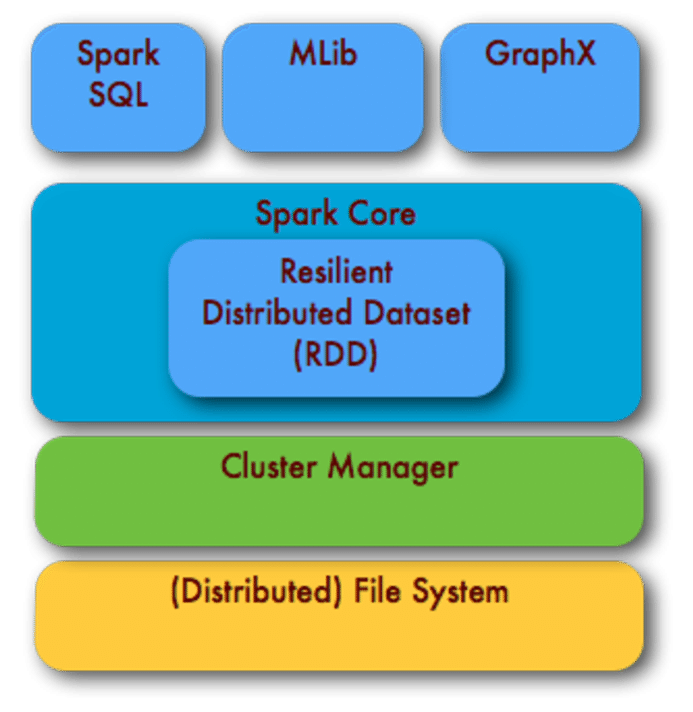 Spark
SQL
MLib
GraphX
Spark Core
Resilient
Distributed Dataset
(RDD)
Cluster Manager
(Distributed) File System